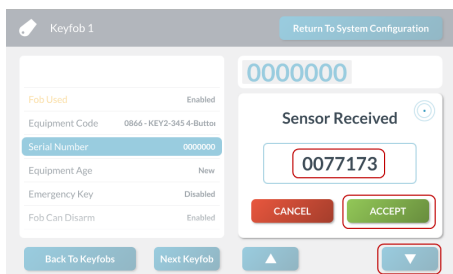 Keyfob 1
Return To System Configuration
0000000
Fob Used Enabled
Equipment Code 0866 - KEY2-345 4-Button
Serial Number 0000000
Equipment Age New
Emergency Key Disabled
Fob Can Disarm Enabled
Sensor Received
0077173
CANCEL ACCEPT
Back To Keyfobs Next Keyfob